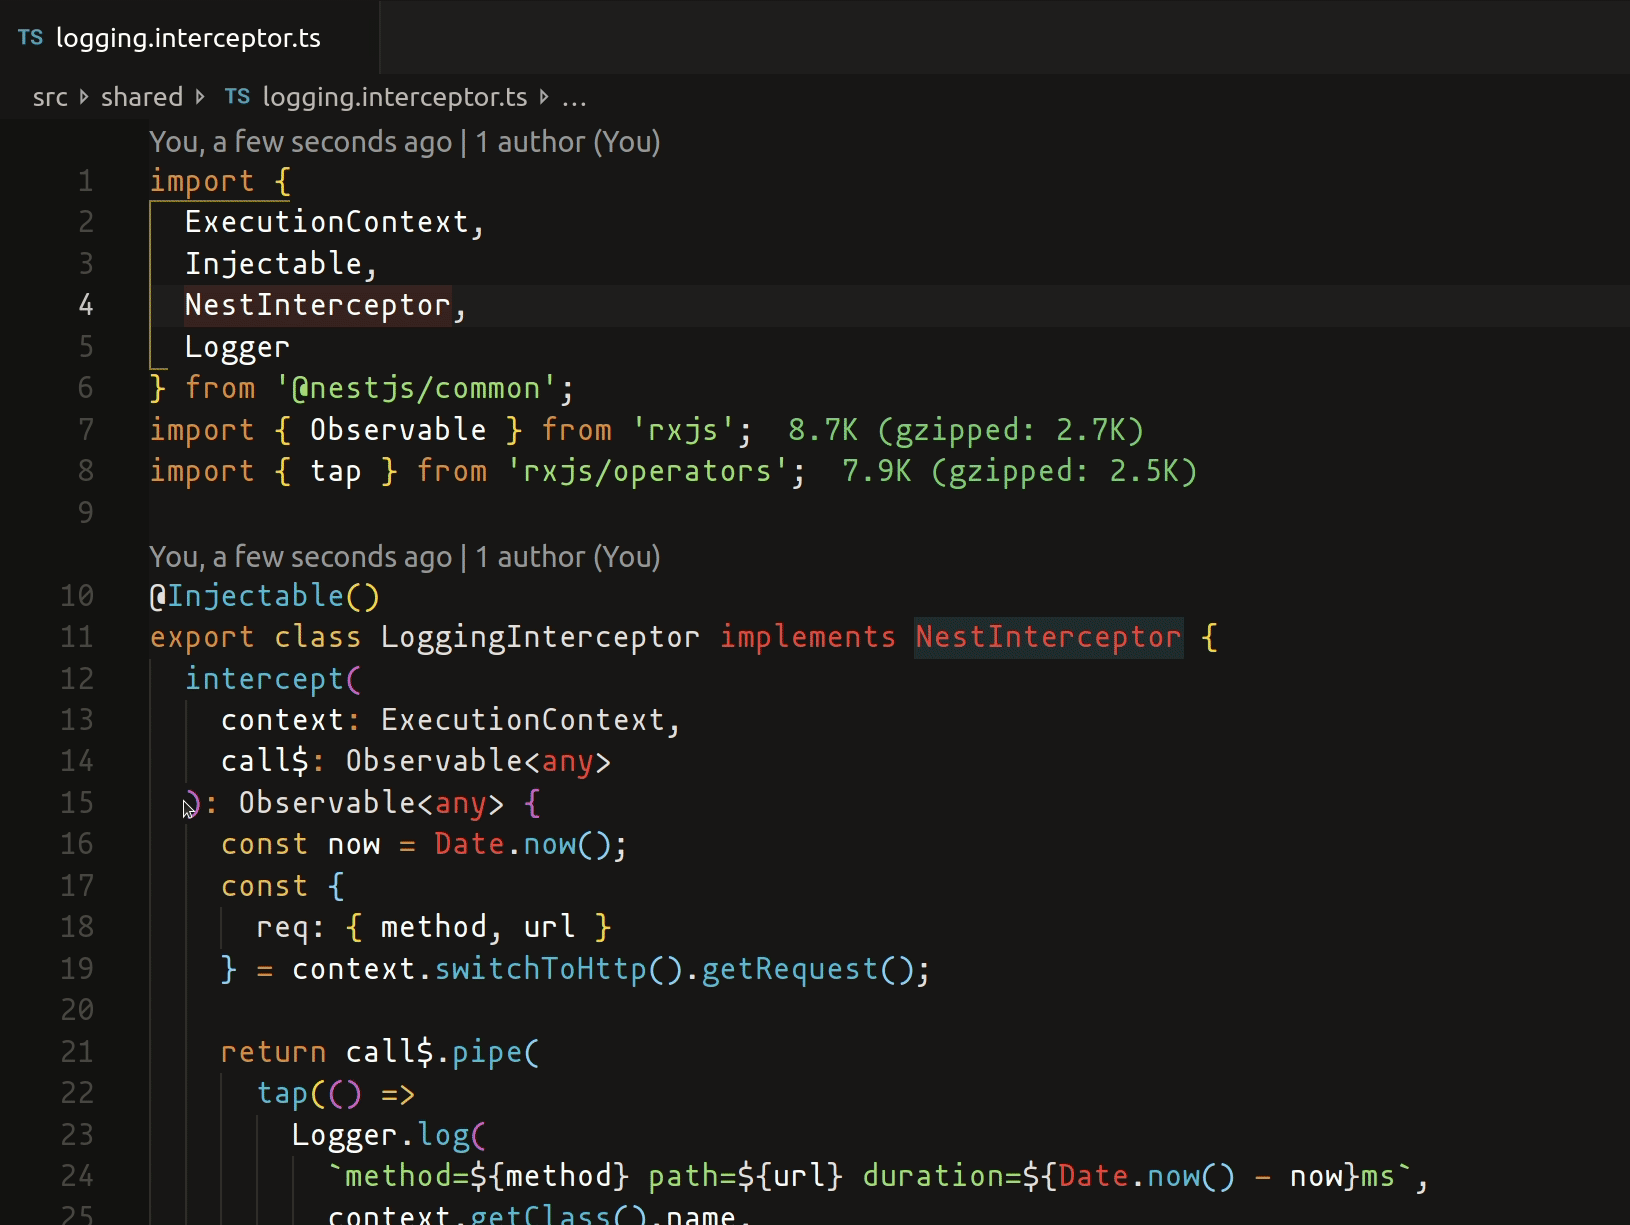 TS logging.interceptor.ts
src shared TS logging.interceptor.ts ...
You, a few seconds ago | 1 author (You)
1 import {
2 ExecutionContext,
3 Injectable,
4 NestInterceptor,
5 Logger
6 } from '@nestjs/common';
7 import { Observable } from 'rxjs'; 8.7K (gzipped: 2.7K)
8 import { tap } from 'rxjs/operators'; 7.9K (gzipped: 2.5K)
9
You, a few seconds ago | 1 author (You)
10 @Injectable()
11 export class LoggingInterceptor implements NestInterceptor {
12 intercept(
13 context: ExecutionContext,
14 call$: Observable<any>
15 ): Observable<any> {
16 const now = Date.now();
17 const {
18 req: { method, url }
19 } = context.switchToHttp().getRequest();
20
21 return call$.pipe(
22 tap(() =>
23 Logger.log(
24 `method=${method} path=${url} duration=${Date.now() - now}ms`,
25 context.getClass().name,